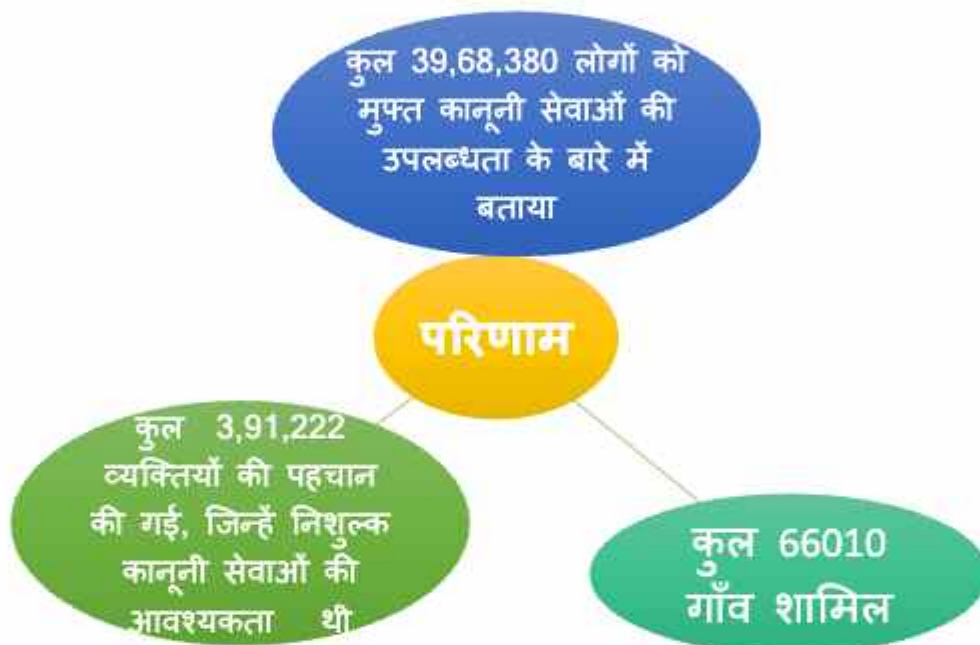 कुल 39,68,380 लोगों को
मुफ्त कानूनी सेवाओं की
उपलब्धता के बारे में
बताया
परिणाम
कुल 3,91,222
व्यक्तियों की पहचान
की गई, जिन्हें निशुल्क
कानूनी सेवाओं की
आवश्यकता थी
कुल 66010
गाँव शामिल